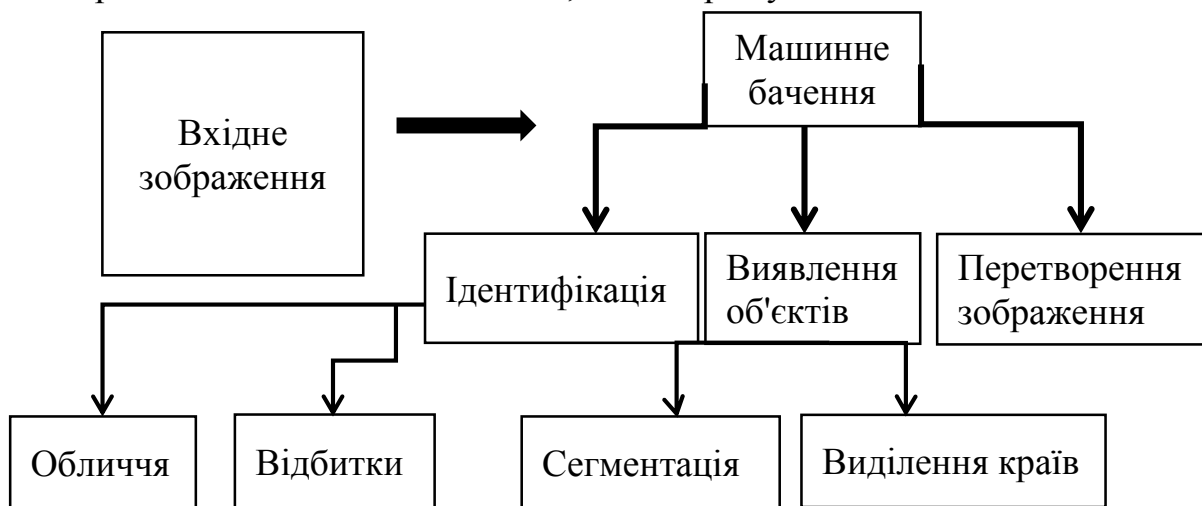 Машинне
бачення
Вхідне
зображення
Ідентифікація
Виявлення
об'єктів
Перетворення
зображення
Обличчя
Відбитки
Сегментація
Виділення країв